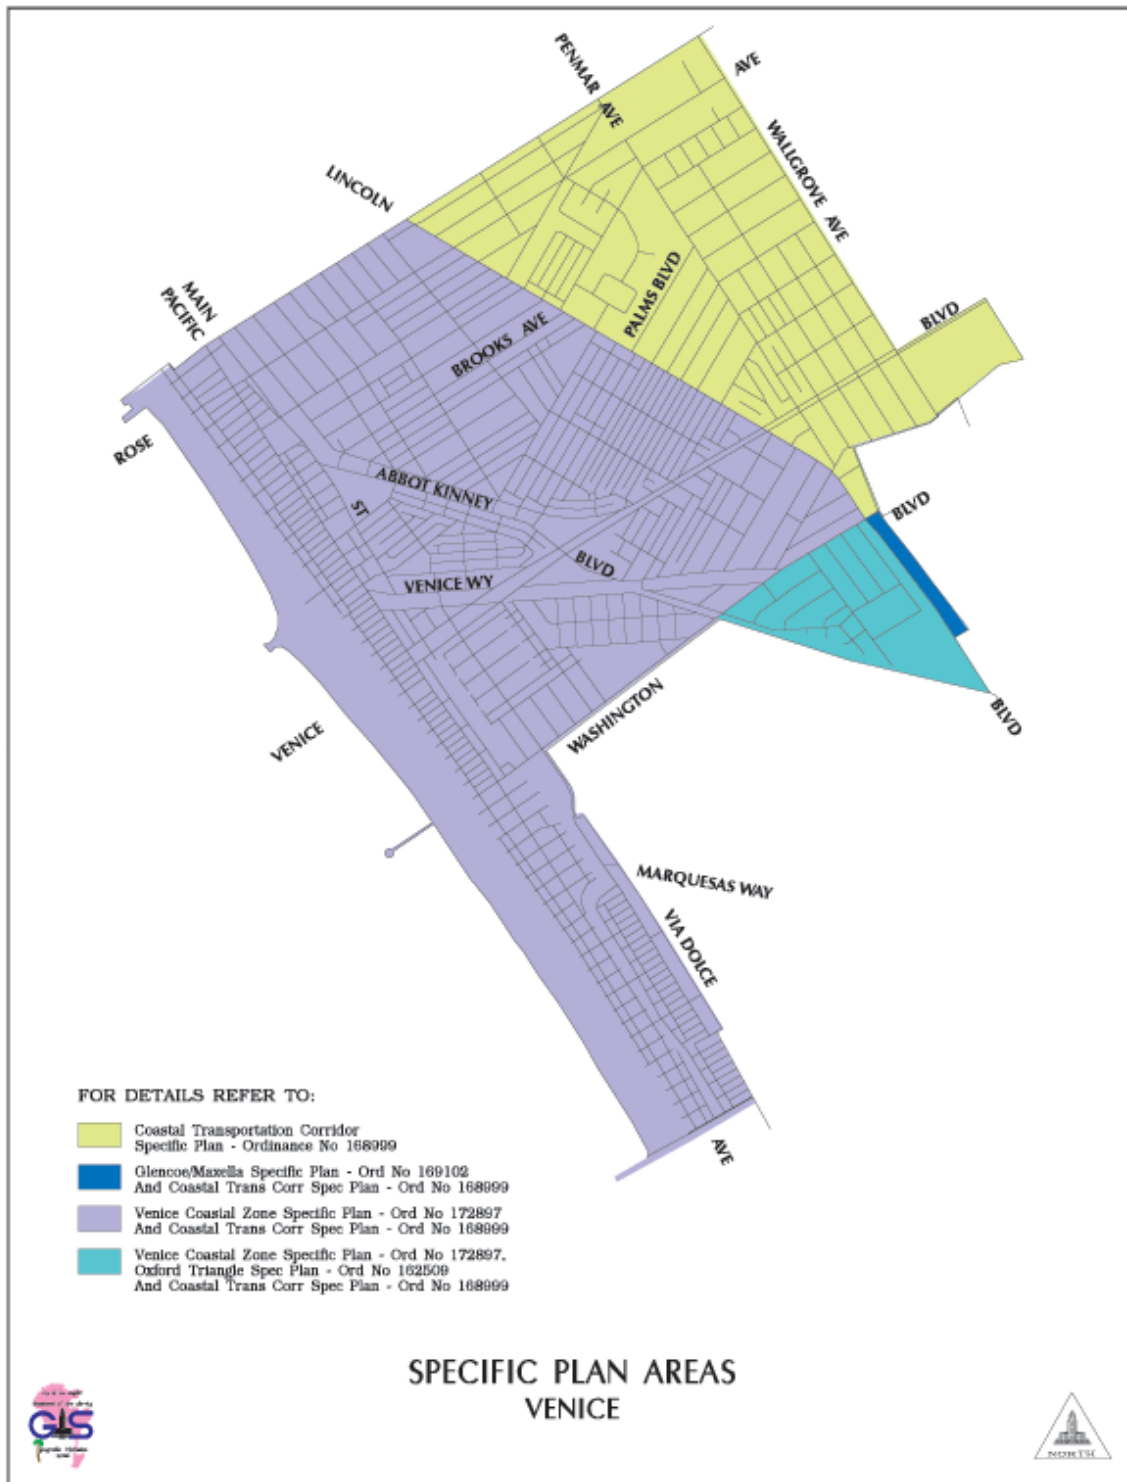 PENMAR AVE
AVE
WALLGROVE AVE
LINCOLN
MAIN
PACIFIC
PALMS BLVD
BLVD
BROOKS AVE
ROSE
ABBOT KINNEY
ST
BLVD
BLVD
VENICE WY
WASHINGTON
BLVD
VENICE
MARQUESAS WAY
VIA DOLCE
AVE
FOR DETAILS REFER TO:
Coastal Transportation Corridor
Specific Plan - Ordinance No 168999
Glencoe/Maxella Specific Plan - Ord No 169102
And Coastal Trans Corr Spec Plan - Ord No 168999
Venice Coastal Zone Specific Plan - Ord No 172897
And Coastal Trans Corr Spec Plan - Ord No 168999
Venice Coastal Zone Specific Plan - Ord No 172897,
Oxford Triangle Spec Plan - Ord No 162509
And Coastal Trans Corr Spec Plan - Ord No 168999
SPECIFIC PLAN AREAS
VENICE
GIS
NORTH